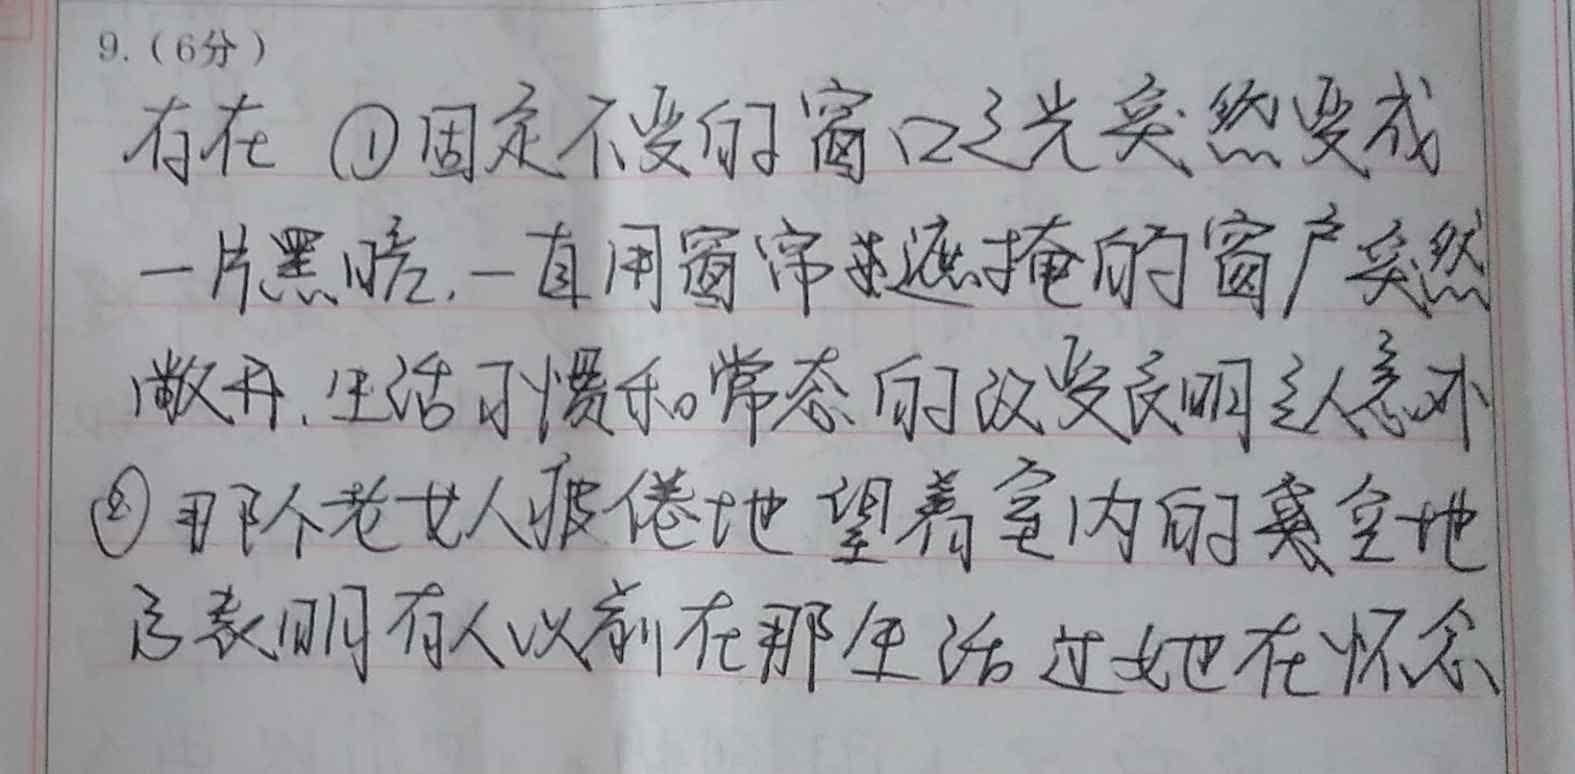 9.(6分)
存在 ①固定不变的窗口之光突然变成
一片黑暗.一直用窗帘遮掩的窗户突然
敞开.生活习惯和常态的改变表明主人意外
②那个老女人疲倦地望着室内的某空地
这表明有人以前在那生活过她在怀念